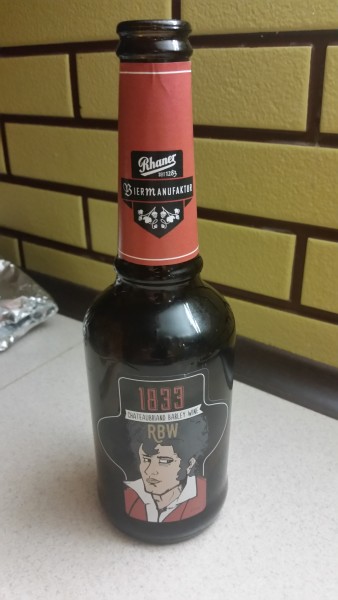 Rhaner
SEIT 1283
BIERMANUFAKTUR
1833
CHATEAUBRIAND BARLEY WINE
RBW